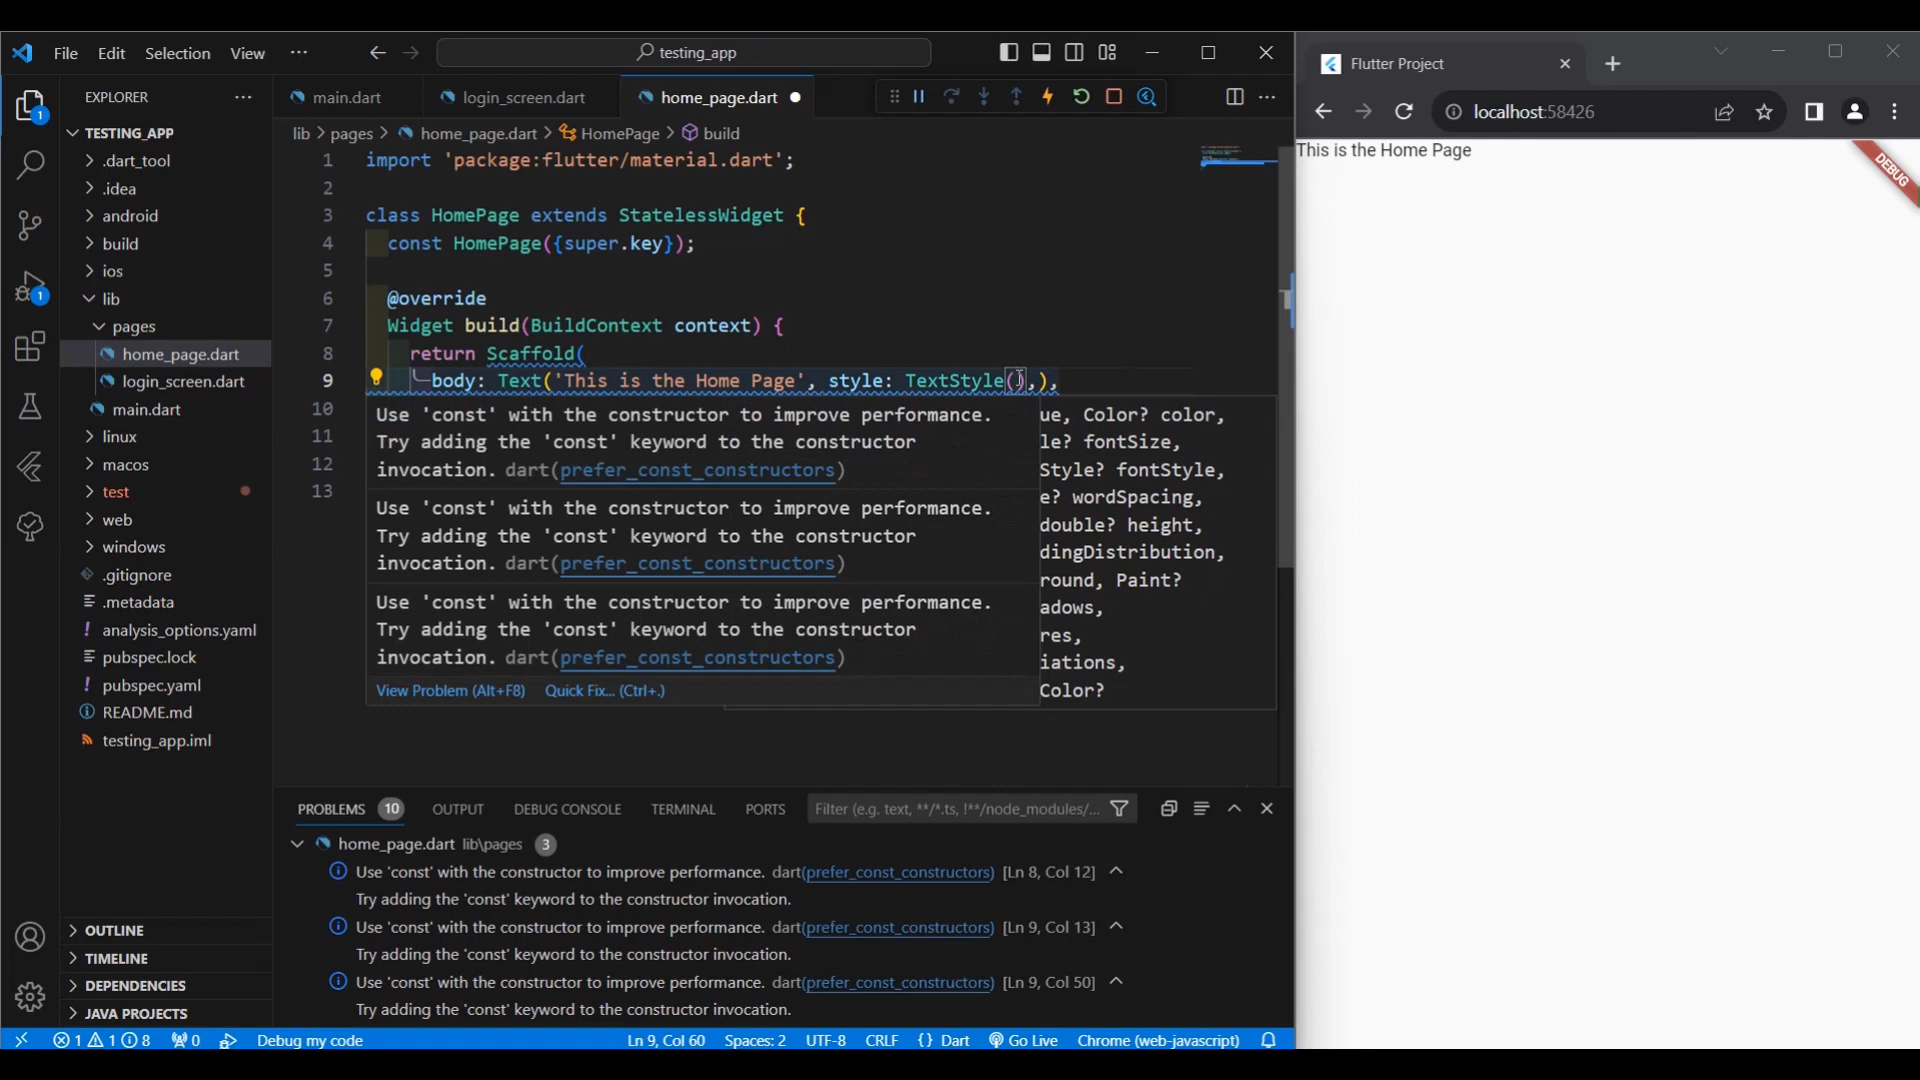 File Edit Selection View ··· testing_app
EXPLORER ···
TESTING_APP
.dart_tool
.idea
android
build
ios
lib
pages
home_page.dart
login_screen.dart
main.dart
linux
macos
test
web
windows
.gitignore
.metadata
analysis_options.yaml
pubspec.lock
pubspec.yaml
README.md
testing_app.iml
OUTLINE
TIMELINE
DEPENDENCIES
JAVA PROJECTS
1
1
main.dart login_screen.dart home_page.dart
lib > pages > home_page.dart > HomePage > build
1 import 'package:flutter/material.dart';
2
3 class HomePage extends StatelessWidget {
4 const HomePage({super.key});
5
6 @override
7 Widget build(BuildContext context) {
8 return Scaffold(
9 body: Text('This is the Home Page', style: TextStyle(),),
10
11
12
13
Use 'const' with the constructor to improve performance.
Try adding the 'const' keyword to the constructor
invocation. dart(prefer_const_constructors)
Use 'const' with the constructor to improve performance.
Try adding the 'const' keyword to the constructor
invocation. dart(prefer_const_constructors)
Use 'const' with the constructor to improve performance.
Try adding the 'const' keyword to the constructor
invocation. dart(prefer_const_constructors)
View Problem (Alt+F8) Quick Fix... (Ctrl+.)
ue, Color? color,
le? fontSize,
Style? fontStyle,
e? wordSpacing,
double? height,
dingDistribution,
round, Paint?
adows,
res,
iations,
Color?
PROBLEMS 10 OUTPUT DEBUG CONSOLE TERMINAL PORTS Filter (e.g. text, **/*.ts, !**/node_modules/...
home_page.dart lib\pages 3
Use 'const' with the constructor to improve performance. dart(prefer_const_constructors) [Ln 8, Col 12]
Try adding the 'const' keyword to the constructor invocation.
Use 'const' with the constructor to improve performance. dart(prefer_const_constructors) [Ln 9, Col 13]
Try adding the 'const' keyword to the constructor invocation.
Use 'const' with the constructor to improve performance. dart(prefer_const_constructors) [Ln 9, Col 50]
Try adding the 'const' keyword to the constructor invocation.
1 1 8 0 Debug my code Ln 9, Col 60 Spaces: 2 UTF-8 CRLF {} Dart Go Live Chrome (web-javascript)
Flutter Project
localhost:58426
This is the Home Page
DEBUG